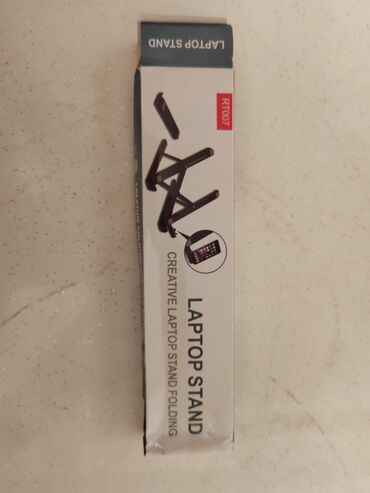 LAPTOP STAND
RT007
LAPTOP STAND
CREATIVE LAPTOP STAND FOLDING